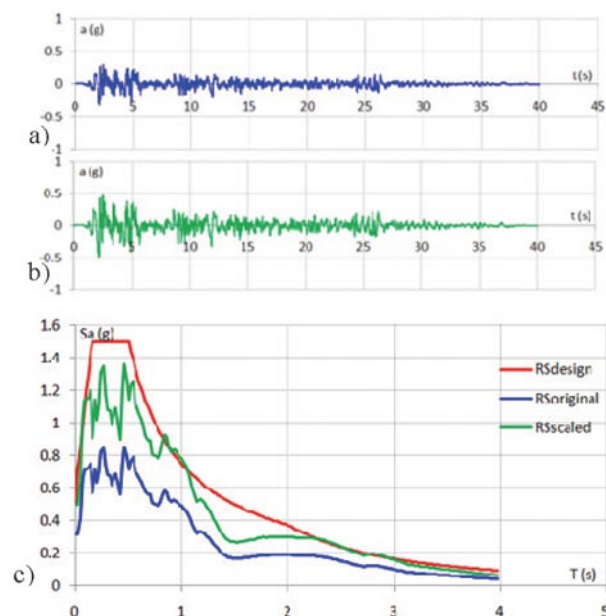 a (g)
1
0.5
0
-0.5
-1
t (s)
0 5 10 15 20 25 30 35 40 45
a)
a (g)
1
0.5
0
-0.5
-1
t (s)
0 5 10 15 20 25 30 35 40 45
b)
Sa (g)
1.6
1.4
1.2
1
0.8
0.6
0.4
0.2
0
RSdesign
RSoriginal
RSscaled
c)
T (s)
0 1 2 3 4 5